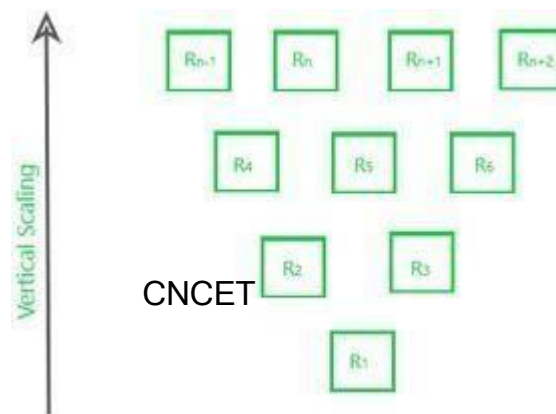 Rn-1 Rn Rn+1 Rn+2
R4 R5 R6
Vertical Scaling
R2 R3
CNCET
R1